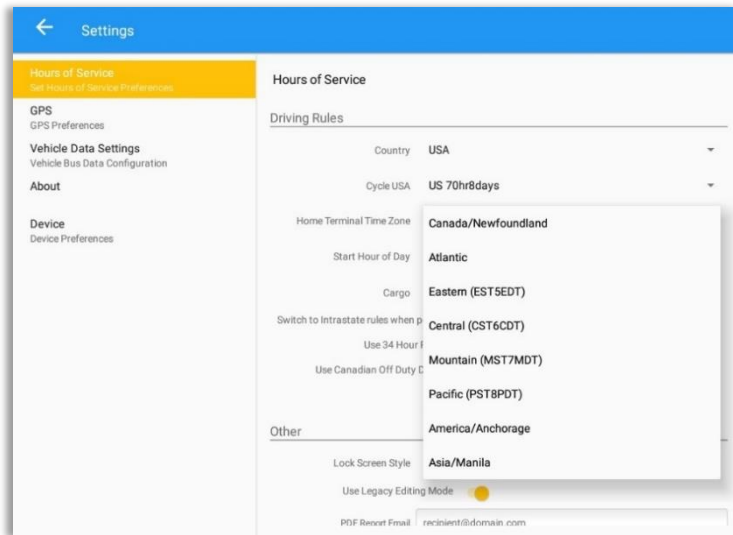 Settings
Hours of Service
Set Hours of Service Preferences
GPS
GPS Preferences
Vehicle Data Settings
Vehicle Bus Data Configuration
About
Device
Device Preferences
Hours of Service
Driving Rules
Country USA
Cycle USA US 70hr8days
Home Terminal Time Zone
Canada/Newfoundland
Start Hour of Day
Atlantic
Cargo
Eastern (EST5EDT)
Switch to Intrastate rules when p
Central (CST6CDT)
Use 34 Hour
Mountain (MST7MDT)
Use Canadian Off Duty D
Pacific (PST8PDT)
Other
America/Anchorage
Lock Screen Style
Asia/Manila
Use Legacy Editing Mode
PDF Report Email recipient@domain.com